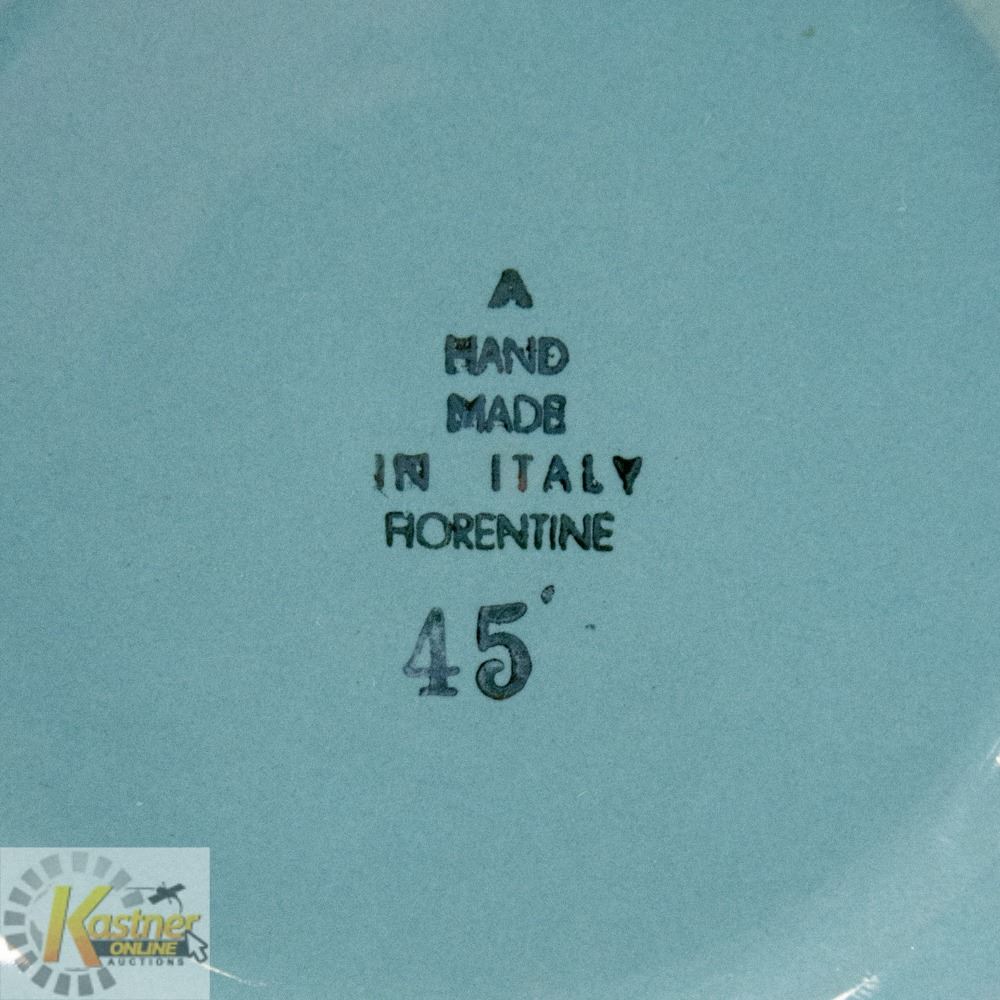 A
HAND
MADE
IN ITALY
FIORENTINE
45
Kastner
ONLINE
AUCTIONS